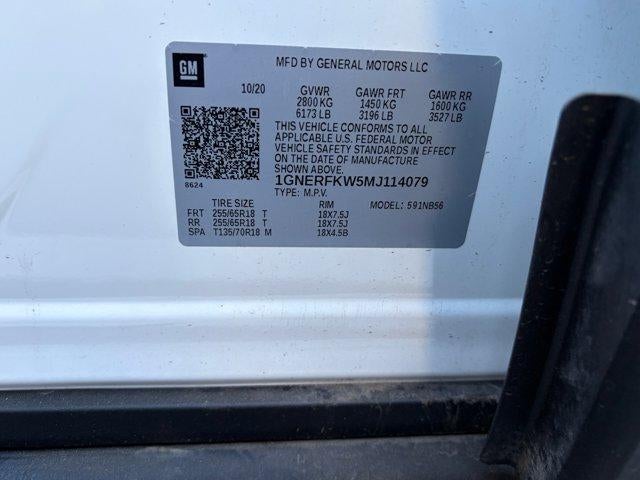 GM
MFD BY GENERAL MOTORS LLC
10/20 GVWR GAWR FRT GAWR RR
2800 KG 1450 KG 1600 KG
6173 LB 3196 LB 3527 LB
THIS VEHICLE CONFORMS TO ALL
APPLICABLE U.S. FEDERAL MOTOR
VEHICLE SAFETY STANDARDS IN EFFECT
ON THE DATE OF MANUFACTURE
SHOWN ABOVE.
8624
1GNERFKW5MJ114079
TYPE: M.P.V. MODEL: 591NB56
TIRE SIZE RIM
FRT 255/65R18 T 18X7.5J
RR 255/65R18 T 18X7.5J
SPA T135/70R18 M 18X4.5B